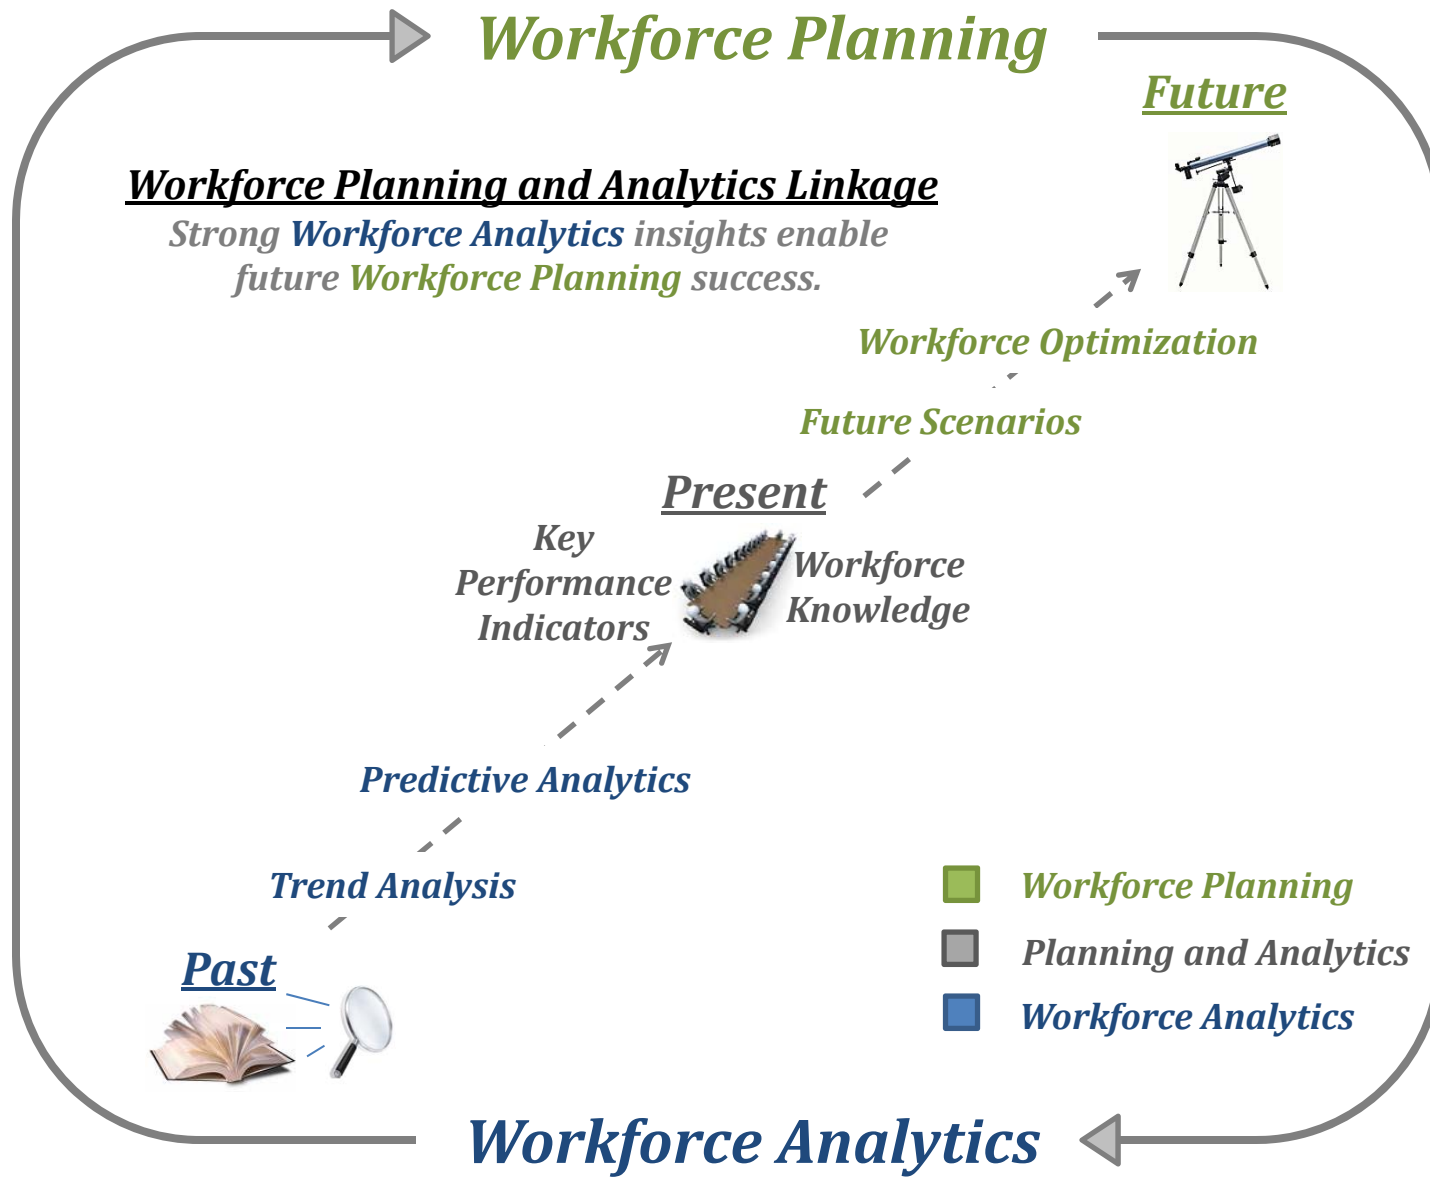 Workforce Planning
Future
Workforce Planning and Analytics Linkage
Strong Workforce Analytics insights enable
future Workforce Planning success.
Workforce Optimization
Future Scenarios
Present
Key
Performance
Indicators
Workforce
Knowledge
Predictive Analytics
Trend Analysis
Past
Workforce Planning
Planning and Analytics
Workforce Analytics
Workforce Analytics